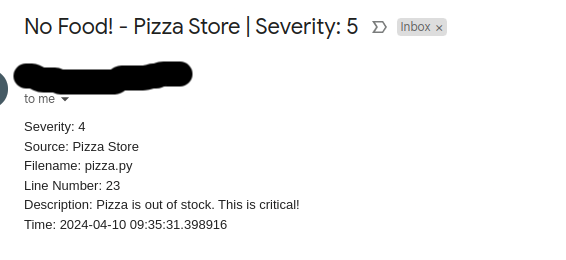 No Food! - Pizza Store | Severity: 5 Inbox ×
to me
Severity: 4
Source: Pizza Store
Filename: pizza.py
Line Number: 23
Description: Pizza is out of stock. This is critical!
Time: 2024-04-10 09:35:31.398916